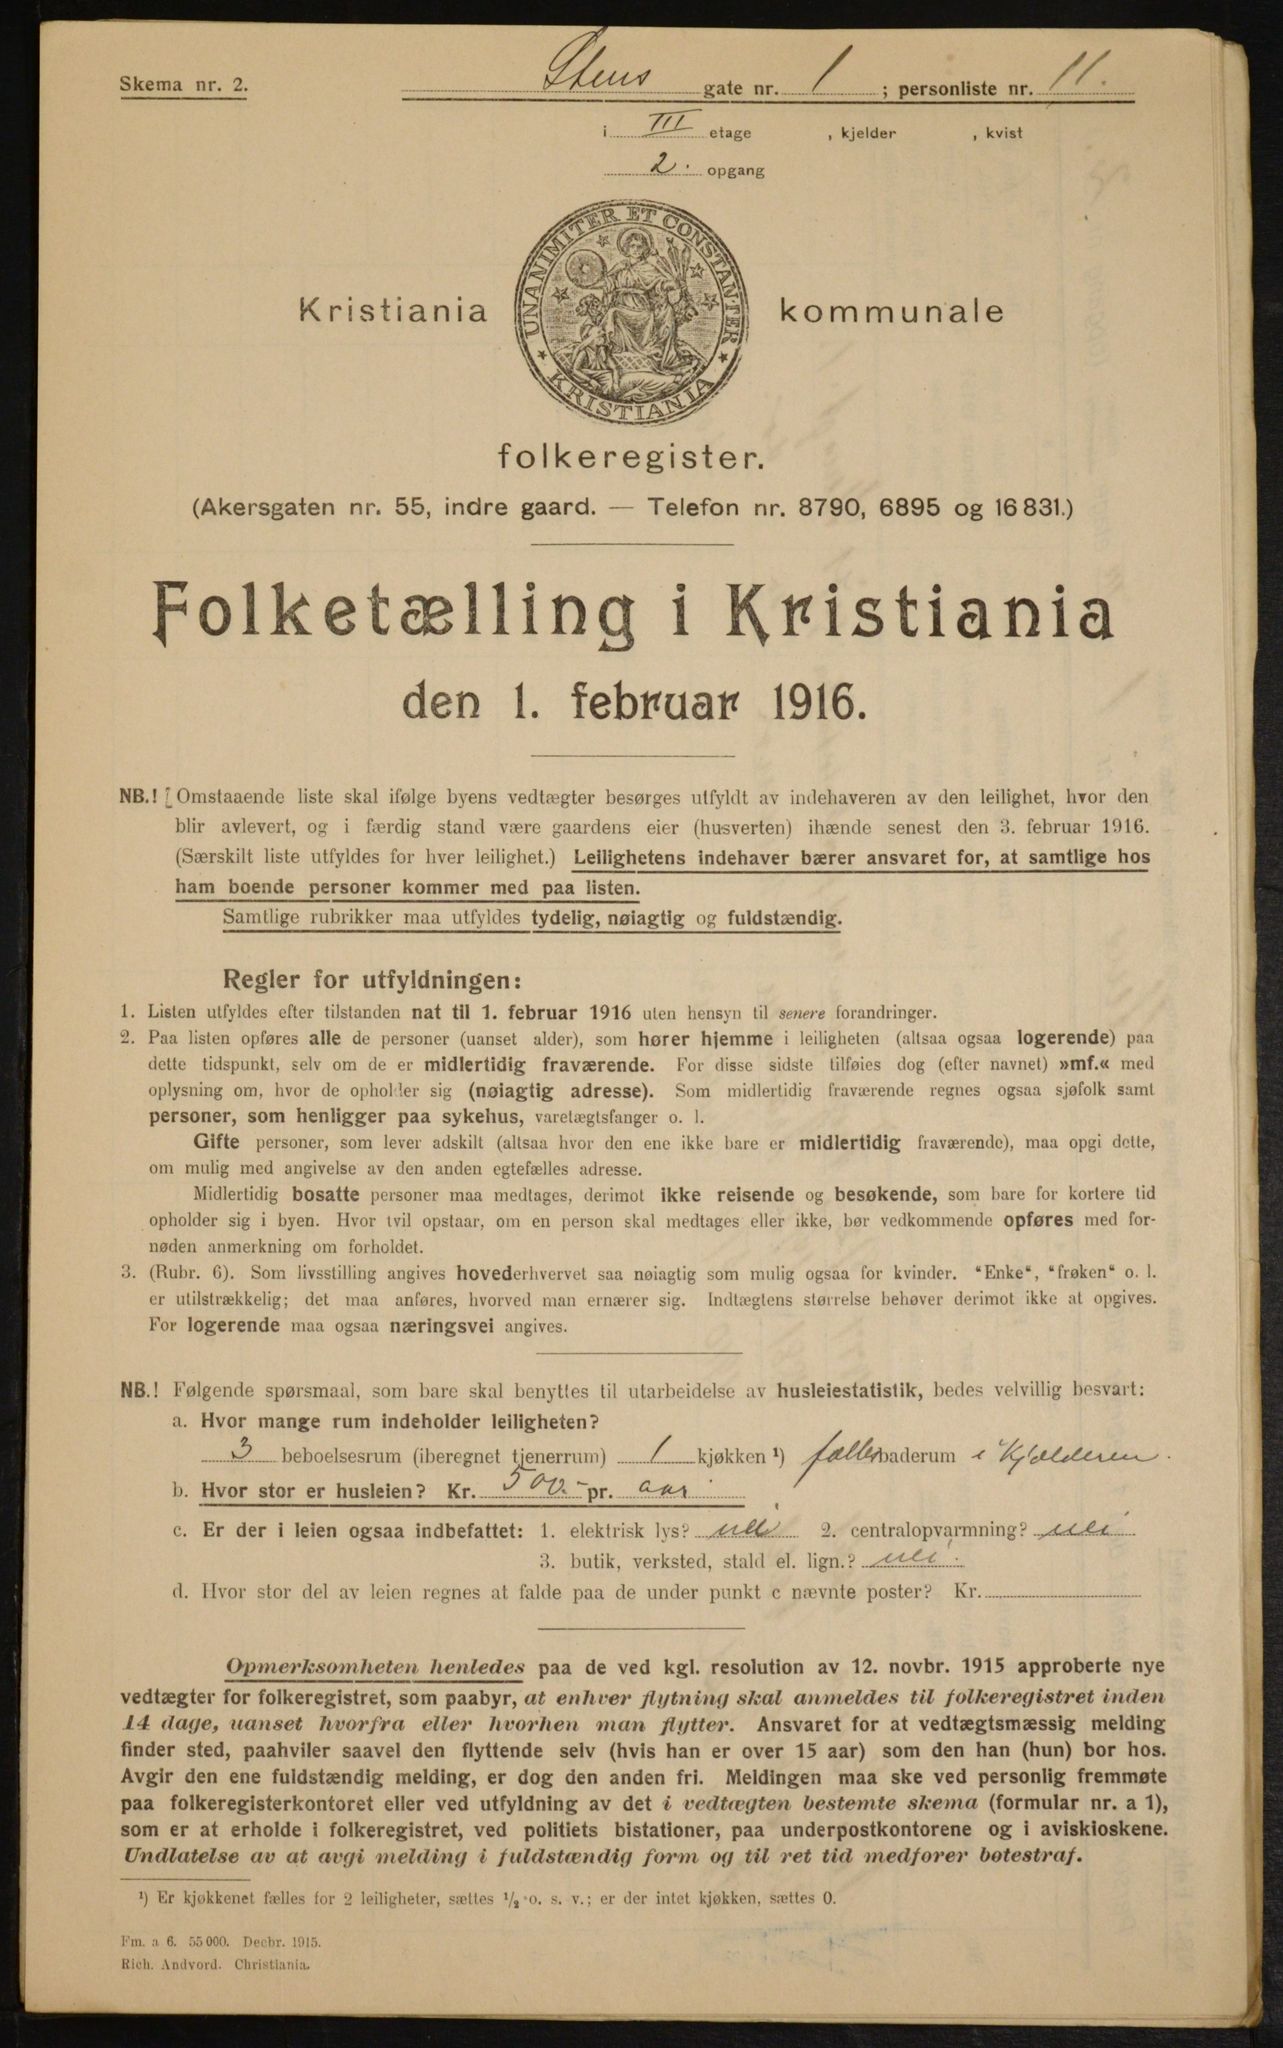 Skema nr. 2.
Stens gate nr. 1 ; personliste nr. 11.
i III etage , kjelder , kvist
2. opgang
UNANIMITER ET CONSTANTER
KRISTIANIA
Kristiania kommunale
folkeregister.
(Akersgaten nr. 55, indre gaard. — Telefon nr. 8790, 6895 og 16 831.)
Folketælling i Kristiania
den 1. februar 1916.
NB.! Omstaaende liste skal ifølge byens vedtægter besørges utfyldt av indehaveren av den leilighet, hvor den
blir avlevert, og i færdig stand være gaardens eier (husverten) ihænde senest den 3. februar 1916.
(Særskilt liste utfyldes for hver leilighet.) Leilighetens indehaver bærer ansvaret for, at samtlige hos
ham boende personer kommer med paa listen.
Samtlige rubrikker maa utfyldes tydelig, nøiagtig og fuldstændig.
Regler for utfyldningen:
1. Listen utfyldes efter tilstanden nat til 1. februar 1916 uten hensyn til senere forandringer.
2. Paa listen opføres alle de personer (uanset alder), som hører hjemme i leiligheten (altsaa ogsaa logerende) paa
dette tidspunkt, selv om de er midlertidig fraværende. For disse sidste tilføies dog (efter navnet) »mf.« med
oplysning om, hvor de opholder sig (nøiagtig adresse). Som midlertidig fraværende regnes ogsaa sjøfolk samt
personer, som henligger paa sykehus, varetægtsfanger o. l.
Gifte personer, som lever adskilt (altsaa hvor den ene ikke bare er midlertidig fraværende), maa opgi dette,
om mulig med angivelse av den anden egtefælles adresse.
Midlertidig bosatte personer maa medtages, derimot ikke reisende og besøkende, som bare for kortere tid
opholder sig i byen. Hvor tvil opstaar, om en person skal medtages eller ikke, bør vedkommende opføres med for-
nøden anmerkning om forholdet.
3. (Rubr. 6). Som livsstilling angives hovederhvervet saa nøiagtig som mulig ogsaa for kvinder. "Enke", "frøken" o. l.
er utilstrækkelig; det maa anføres, hvorved man ernærer sig. Indtægtens størrelse behøver derimot ikke at opgives.
For logerende maa ogsaa næringsvei angives.
NB.! Følgende spørsmaal, som bare skal benyttes til utarbeidelse av husleiestatistik, bedes velvillig besvart:
a. Hvor mange rum indeholder leiligheten?
3 beboelsesrum (iberegnet tjenerrum) 1 kjøkken ¹) fælles baderum i Kjælderen.
b. Hvor stor er husleien? Kr. 500.- pr. aar
c. Er der i leien ogsaa indbefattet: 1. elektrisk lys? nei 2. centralopvarmning? nei
3. butik, verksted, stald el. lign.? nei.
d. Hvor stor del av leien regnes at falde paa de under punkt c nævnte poster? Kr.
Opmerksomheten henledes paa de ved kgl. resolution av 12. novbr. 1915 approberte nye
vedtægter for folkeregistret, som paabyr, at enhver flytning skal anmeldes til folkeregistret inden
14 dage, uanset hvorfra eller hvorhen man flytter. Ansvaret for at vedtægtsmæssig melding
finder sted, paahviler saavel den flyttende selv (hvis han er over 15 aar) som den han (hun) bor hos.
Avgir den ene fuldstændig melding, er dog den anden fri. Meldingen maa ske ved personlig fremmøte
paa folkeregisterkontoret eller ved utfyldning av det i vedtægten bestemte skema (formular nr. a 1),
som er at erholde i folkeregistret, ved politiets bistationer, paa underpostkontorene og i aviskioskene.
Undlatelse av at avgi melding i fuldstændig form og til ret tid medfører bøtestraf.
¹) Er kjøkkenet fælles for 2 leiligheter, sættes ½ o. s. v.; er der intet kjøkken, sættes 0.
Fm. a 6. 55 000. Decbr. 1915.
Rich. Andvord. Christiania.